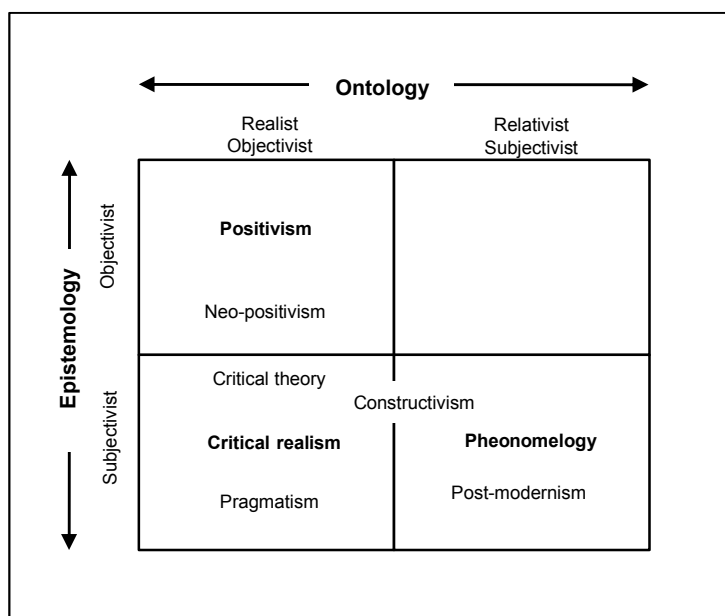 Ontology
Realist
Objectivist
Relativist
Subjectivist
Epistemology
Objectivist
Positivism
Neo-positivism
Subjectivist
Critical theory
Constructivism
Critical realism
Pheonomelogy
Pragmatism
Post-modernism